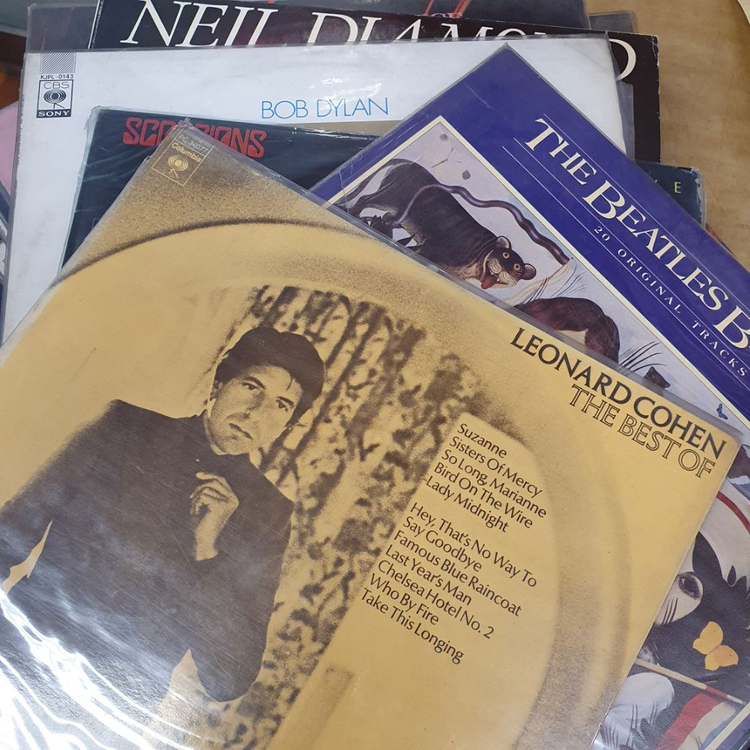 NEIL DIAMOND
KJPL-0143
CBS
SONY
BOB DYLAN
SCORPIONS
THE BEATLES B
20 ORIGINAL TRACKS
Columbia
LEONARD COHEN
THE BEST OF
Suzanne
Sisters Of Mercy
So Long, Marianne
Bird On The Wire
Lady Midnight
Hey, That's No Way To
Say Goodbye
Famous Blue Raincoat
Last Year's Man
Chelsea Hotel No. 2
Who By Fire
Take This Longing